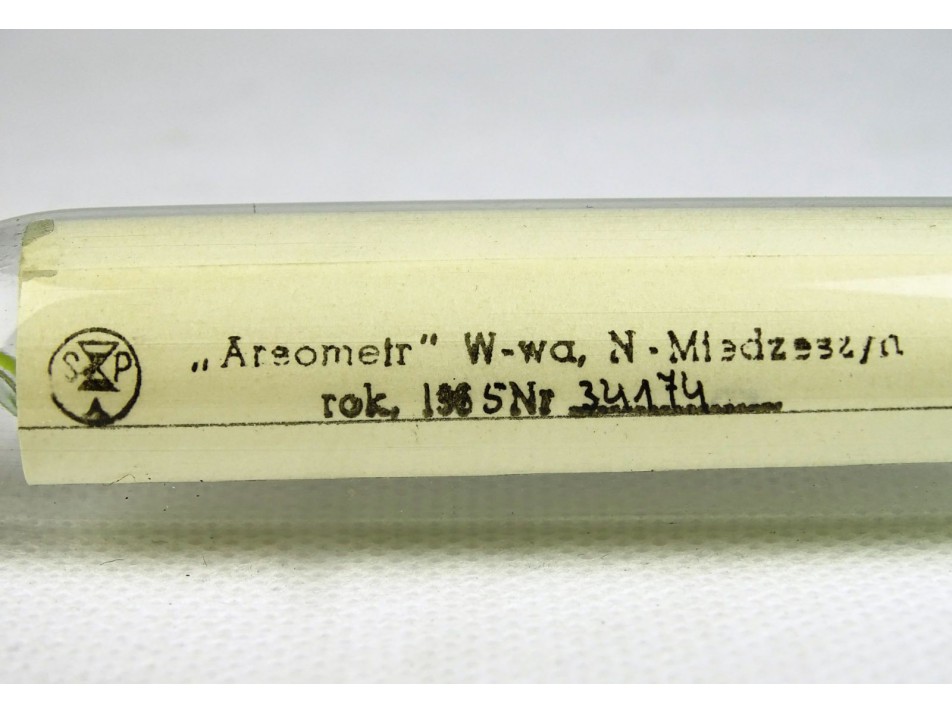 S P
„Areometr" W-wa, N-Miedzeszyn
rok. 1965 Nr 34174